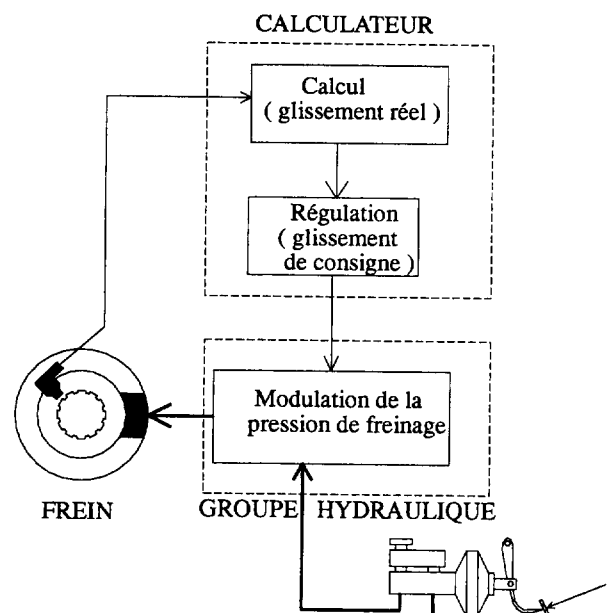 CALCULATEUR
Calcul
( glissement réel )
Régulation
( glissement
de consigne )
Modulation de la
pression de freinage
FREIN
GROUPE HYDRAULIQUE